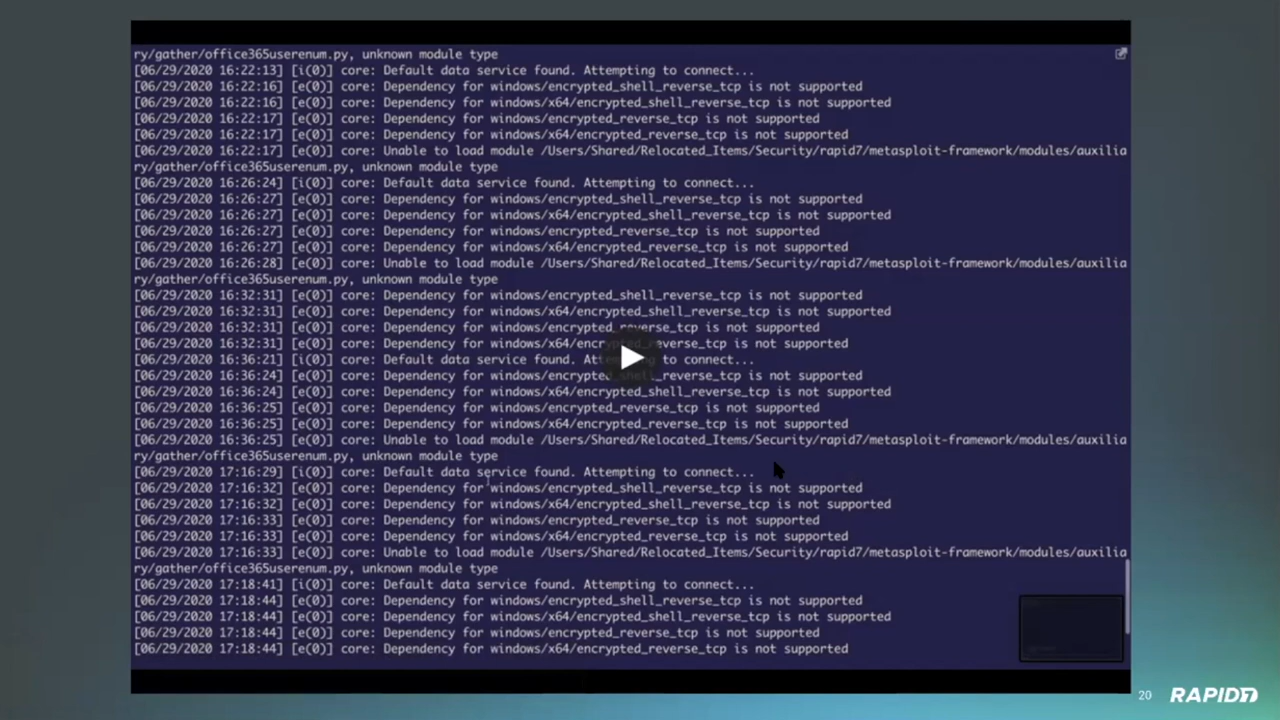 ry/gather/office365userenum.py, unknown module type
[06/29/2020 16:22:13] [i(0)] core: Default data service found. Attempting to connect...
[06/29/2020 16:22:16] [e(0)] core: Dependency for windows/encrypted_shell_reverse_tcp is not supported
[06/29/2020 16:22:16] [e(0)] core: Dependency for windows/x64/encrypted_shell_reverse_tcp is not supported
[06/29/2020 16:22:17] [e(0)] core: Dependency for windows/encrypted_reverse_tcp is not supported
[06/29/2020 16:22:17] [e(0)] core: Dependency for windows/x64/encrypted_reverse_tcp is not supported
[06/29/2020 16:22:17] [e(0)] core: Unable to load module /Users/Shared/Relocated_Items/Security/rapid7/metasploit-framework/modules/auxilia
ry/gather/office365userenum.py, unknown module type
[06/29/2020 16:26:24] [i(0)] core: Default data service found. Attempting to connect...
[06/29/2020 16:26:27] [e(0)] core: Dependency for windows/encrypted_shell_reverse_tcp is not supported
[06/29/2020 16:26:27] [e(0)] core: Dependency for windows/x64/encrypted_shell_reverse_tcp is not supported
[06/29/2020 16:26:27] [e(0)] core: Dependency for windows/encrypted_reverse_tcp is not supported
[06/29/2020 16:26:27] [e(0)] core: Dependency for windows/x64/encrypted_reverse_tcp is not supported
[06/29/2020 16:26:28] [e(0)] core: Unable to load module /Users/Shared/Relocated_Items/Security/rapid7/metasploit-framework/modules/auxilia
ry/gather/office365userenum.py, unknown module type
[06/29/2020 16:32:31] [e(0)] core: Dependency for windows/encrypted_shell_reverse_tcp is not supported
[06/29/2020 16:32:31] [e(0)] core: Dependency for windows/x64/encrypted_shell_reverse_tcp is not supported
[06/29/2020 16:32:31] [e(0)] core: Dependency for windows/encrypted_reverse_tcp is not supported
[06/29/2020 16:32:31] [e(0)] core: Dependency for windows/x64/encrypted_reverse_tcp is not supported
[06/29/2020 16:36:21] [i(0)] core: Default data service found. Attempting to connect...
[06/29/2020 16:36:24] [e(0)] core: Dependency for windows/encrypted_shell_reverse_tcp is not supported
[06/29/2020 16:36:24] [e(0)] core: Dependency for windows/x64/encrypted_shell_reverse_tcp is not supported
[06/29/2020 16:36:25] [e(0)] core: Dependency for windows/encrypted_reverse_tcp is not supported
[06/29/2020 16:36:25] [e(0)] core: Dependency for windows/x64/encrypted_reverse_tcp is not supported
[06/29/2020 16:36:25] [e(0)] core: Unable to load module /Users/Shared/Relocated_Items/Security/rapid7/metasploit-framework/modules/auxilia
ry/gather/office365userenum.py, unknown module type
[06/29/2020 17:16:29] [i(0)] core: Default data service found. Attempting to connect...
[06/29/2020 17:16:32] [e(0)] core: Dependency for windows/encrypted_shell_reverse_tcp is not supported
[06/29/2020 17:16:32] [e(0)] core: Dependency for windows/x64/encrypted_shell_reverse_tcp is not supported
[06/29/2020 17:16:33] [e(0)] core: Dependency for windows/encrypted_reverse_tcp is not supported
[06/29/2020 17:16:33] [e(0)] core: Dependency for windows/x64/encrypted_reverse_tcp is not supported
[06/29/2020 17:16:33] [e(0)] core: Unable to load module /Users/Shared/Relocated_Items/Security/rapid7/metasploit-framework/modules/auxilia
ry/gather/office365userenum.py, unknown module type
[06/29/2020 17:18:41] [i(0)] core: Default data service found. Attempting to connect...
[06/29/2020 17:18:44] [e(0)] core: Dependency for windows/encrypted_shell_reverse_tcp is not supported
[06/29/2020 17:18:44] [e(0)] core: Dependency for windows/x64/encrypted_shell_reverse_tcp is not supported
[06/29/2020 17:18:44] [e(0)] core: Dependency for windows/encrypted_reverse_tcp is not supported
[06/29/2020 17:18:44] [e(0)] core: Dependency for windows/x64/encrypted_reverse_tcp is not supported
20 RAPID7